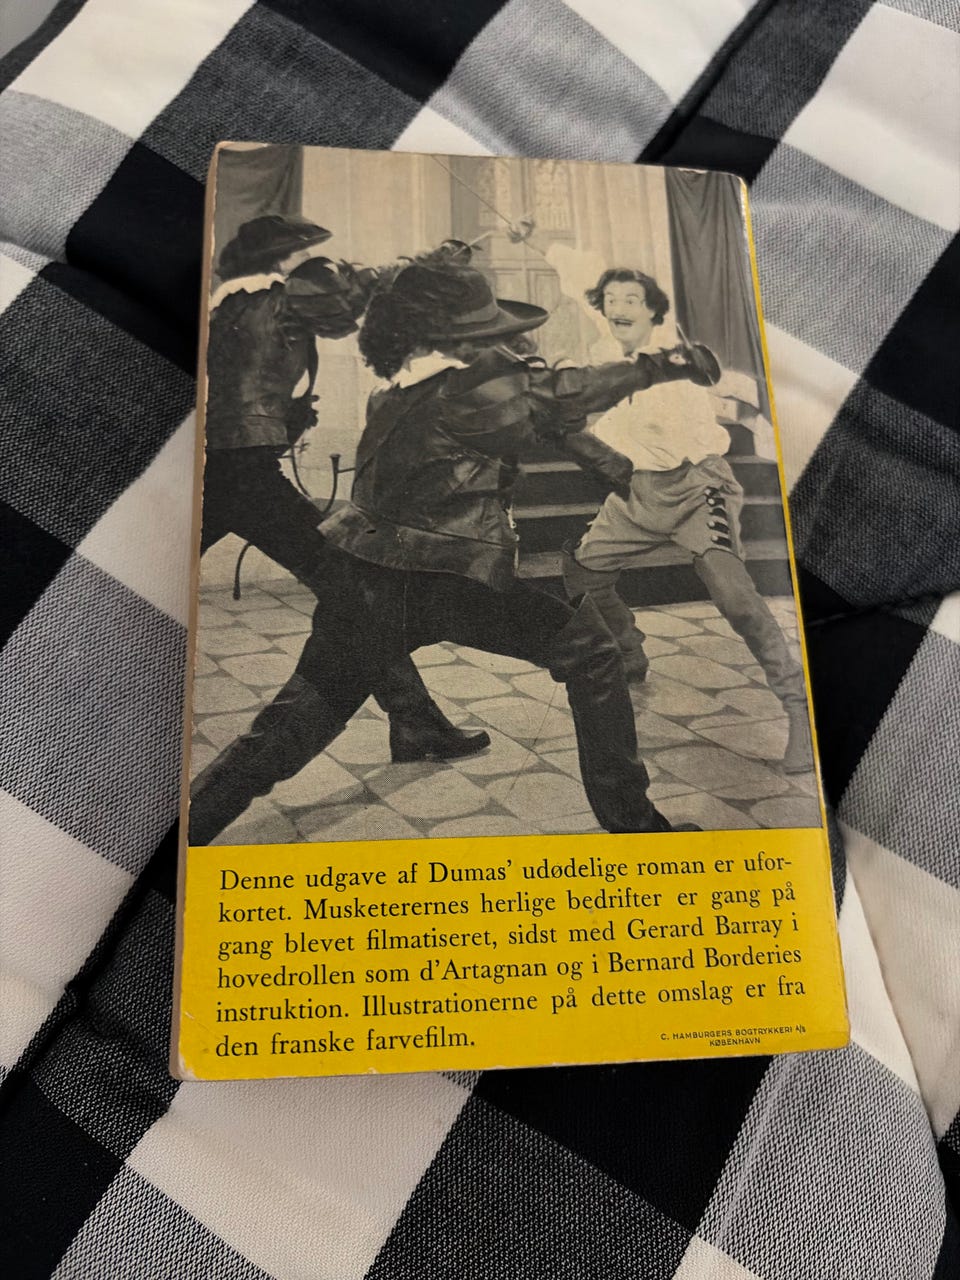 Denne udgave af Dumas’ udødelige roman er ufor-
kortet. Musketerernes herlige bedrifter er gang på
gang blevet filmatiseret, sidst med Gerard Barray i
hovedrollen som d’Artagnan og i Bernard Borderies
instruktion. Illustrationerne på dette omslag er fra
den franske farvefilm.
C. HAMBURGERS BOGTRYKKERI A/S
KØBENHAVN